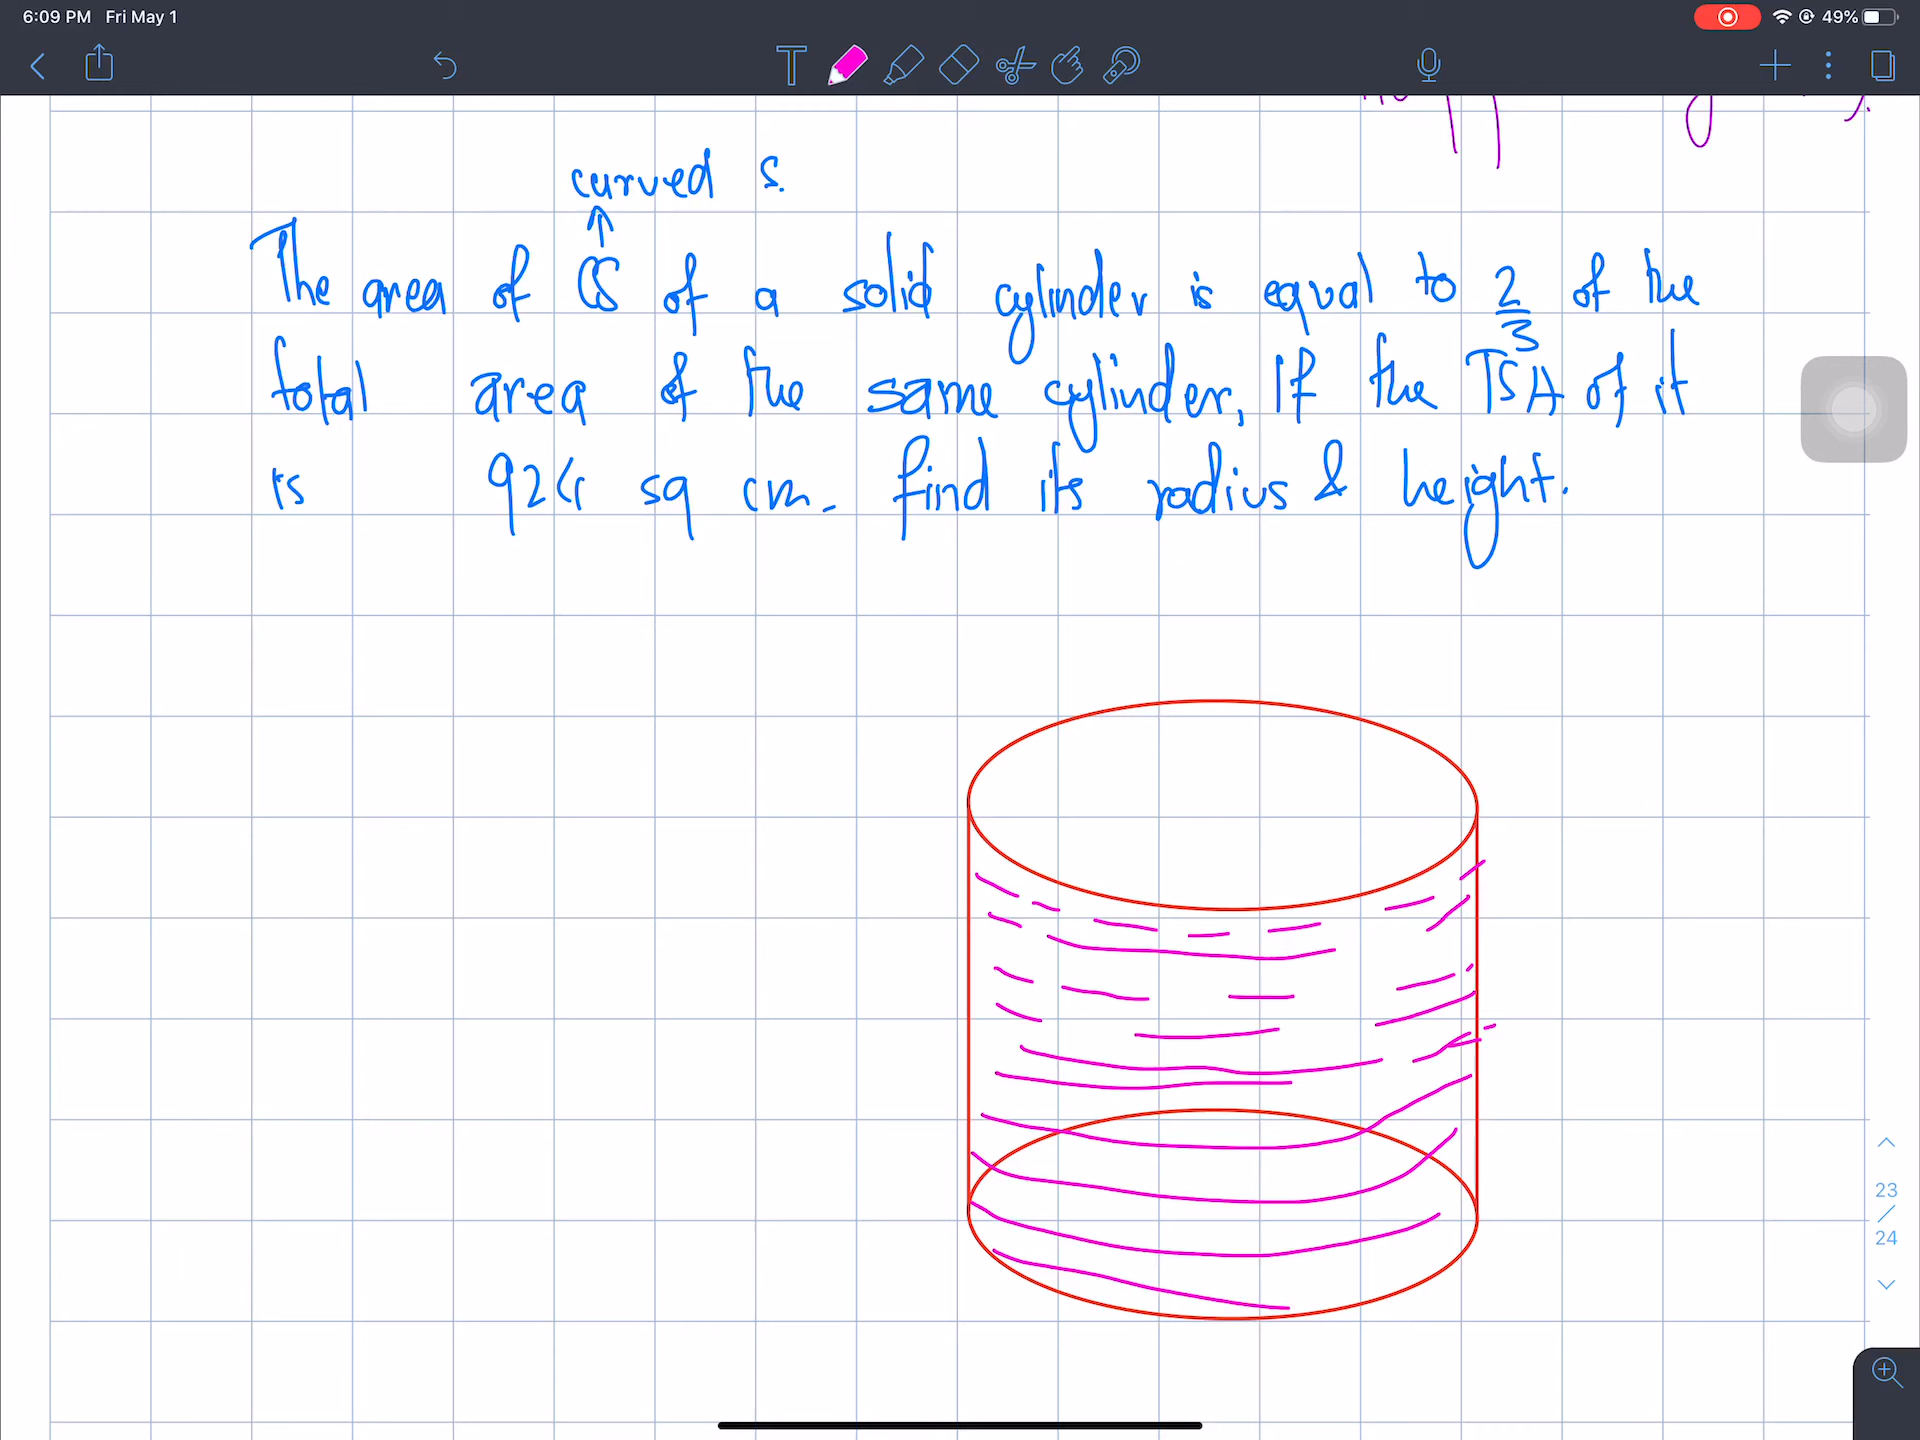 6:09 PM Fri May 1
49%
T
curved s.
The area of CS of a solid cylinder is equal to 2/3 of the
total area of the same cylinder, If the TSA of it
is 924 sq cm. find its radius & height.
23
/
24